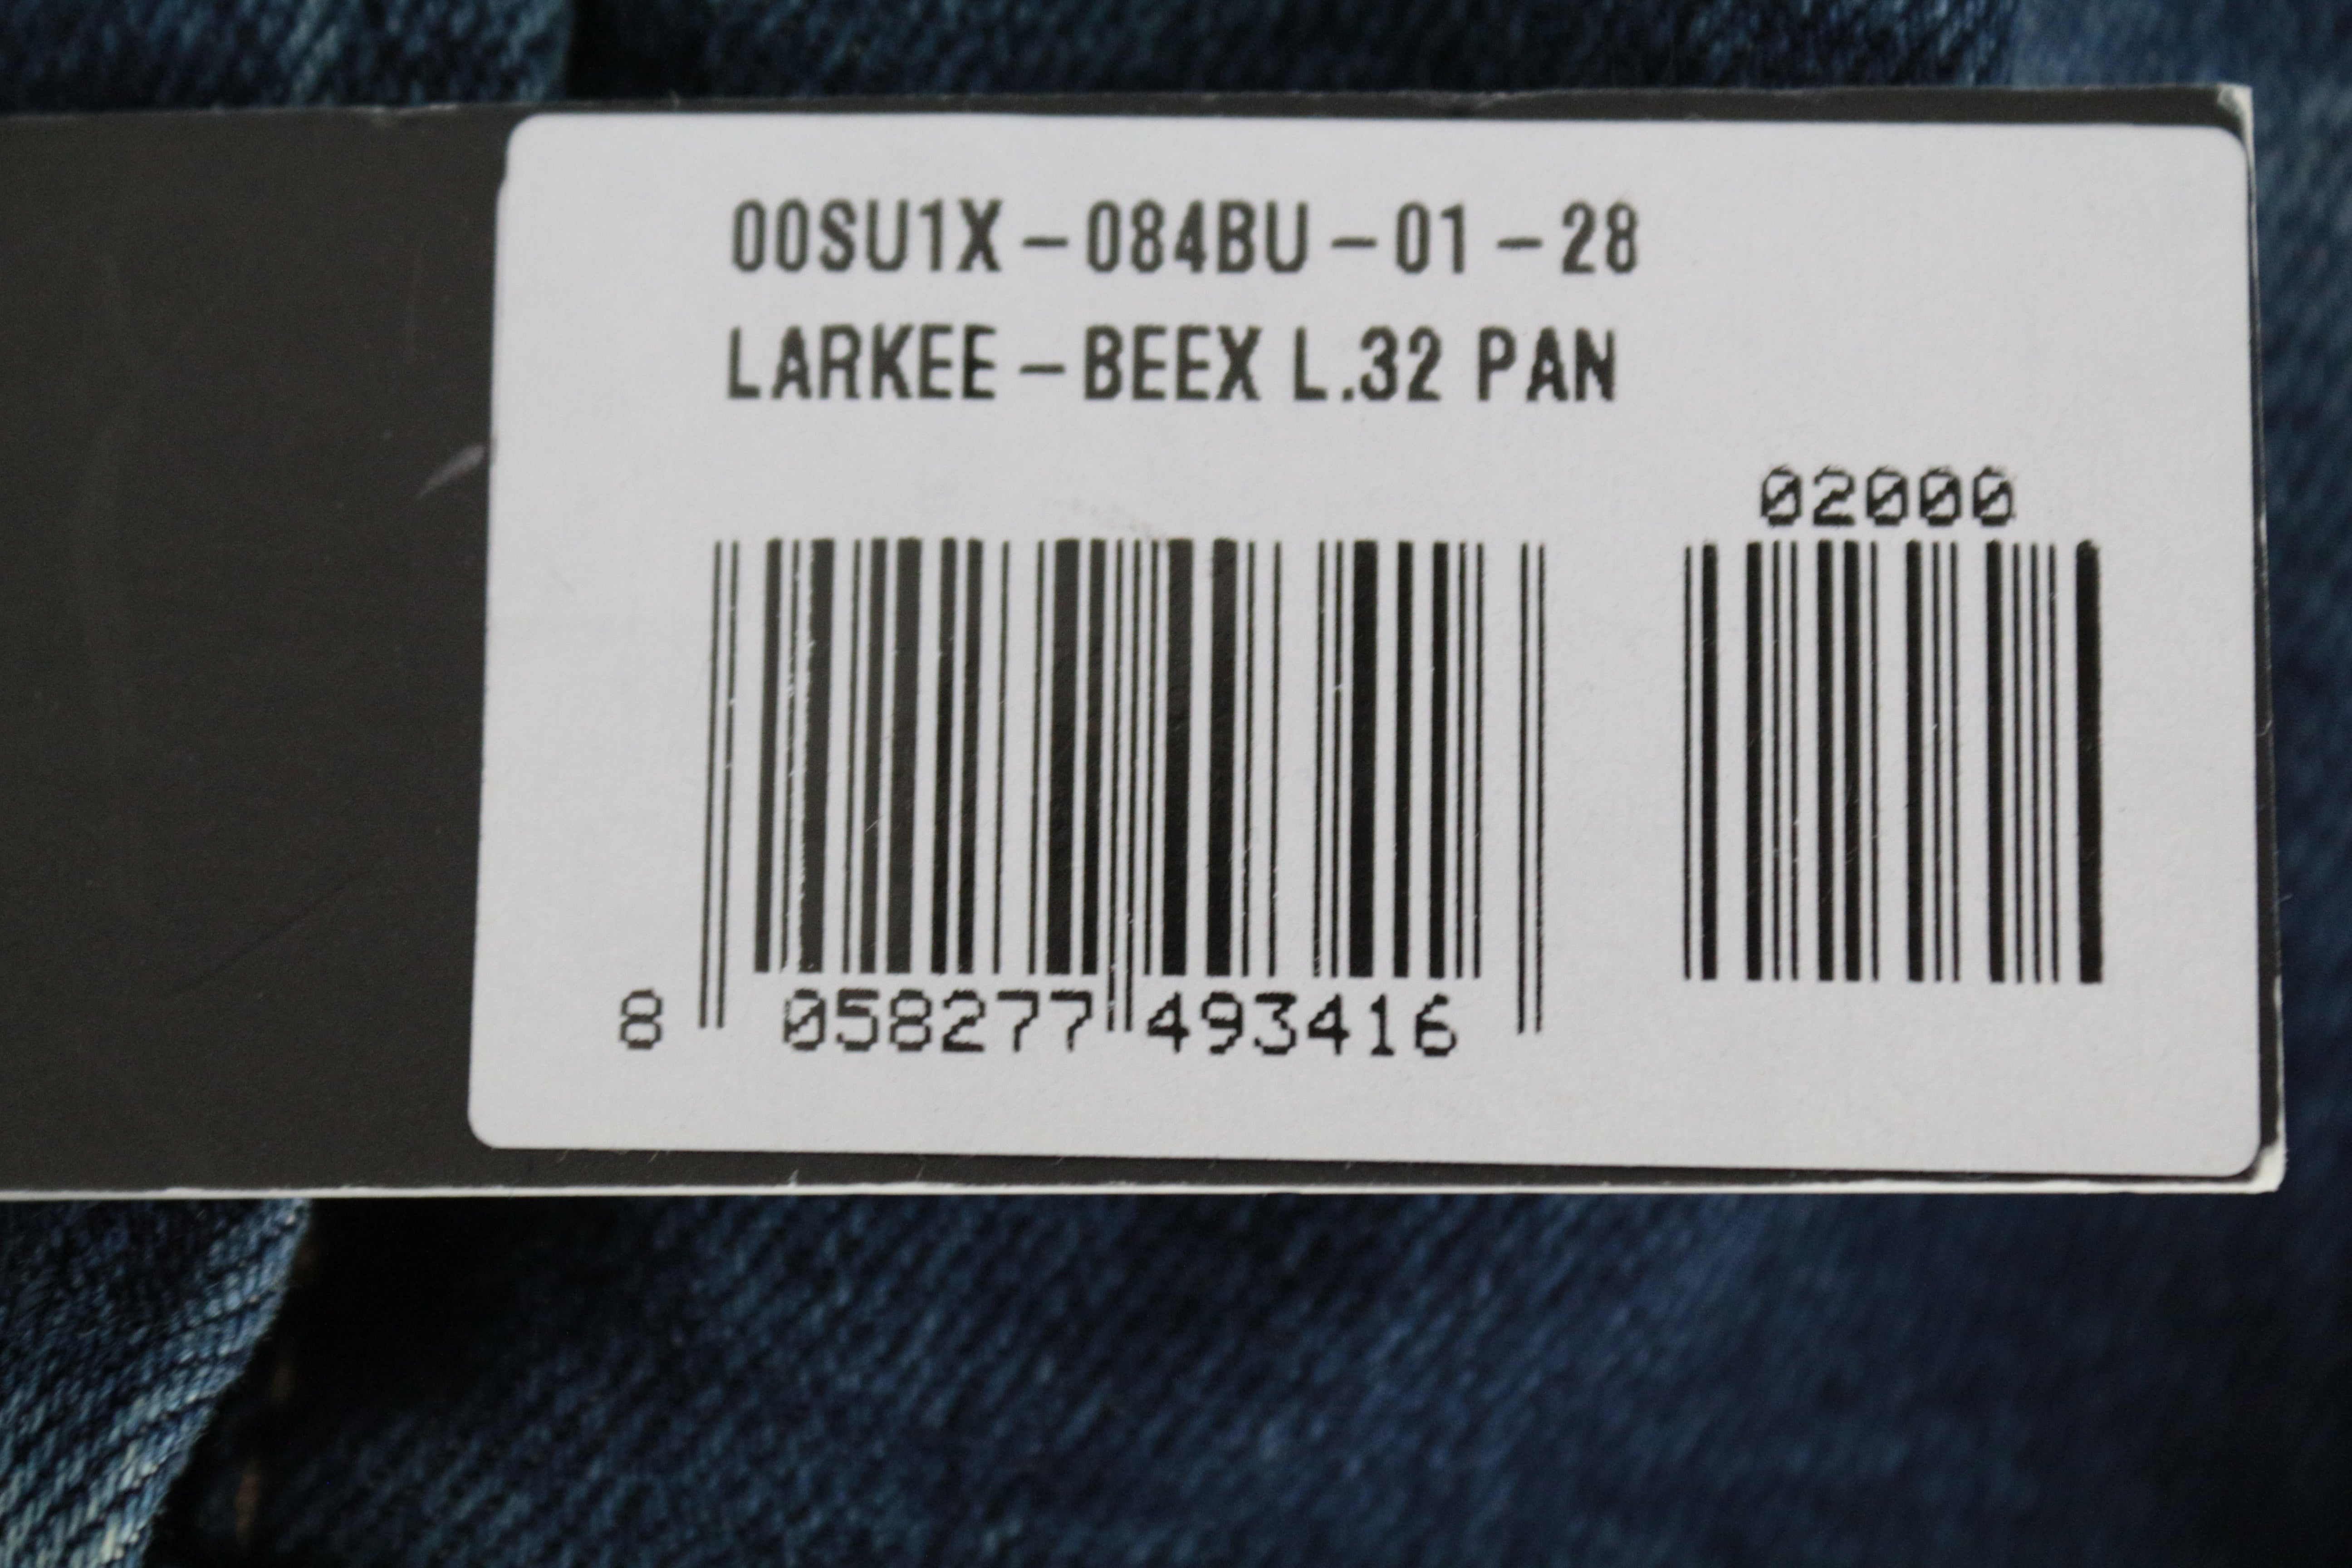 00SU1X-084BU-01-28
LARKEE-BEEX L.32 PAN
02000
8 058277 493416